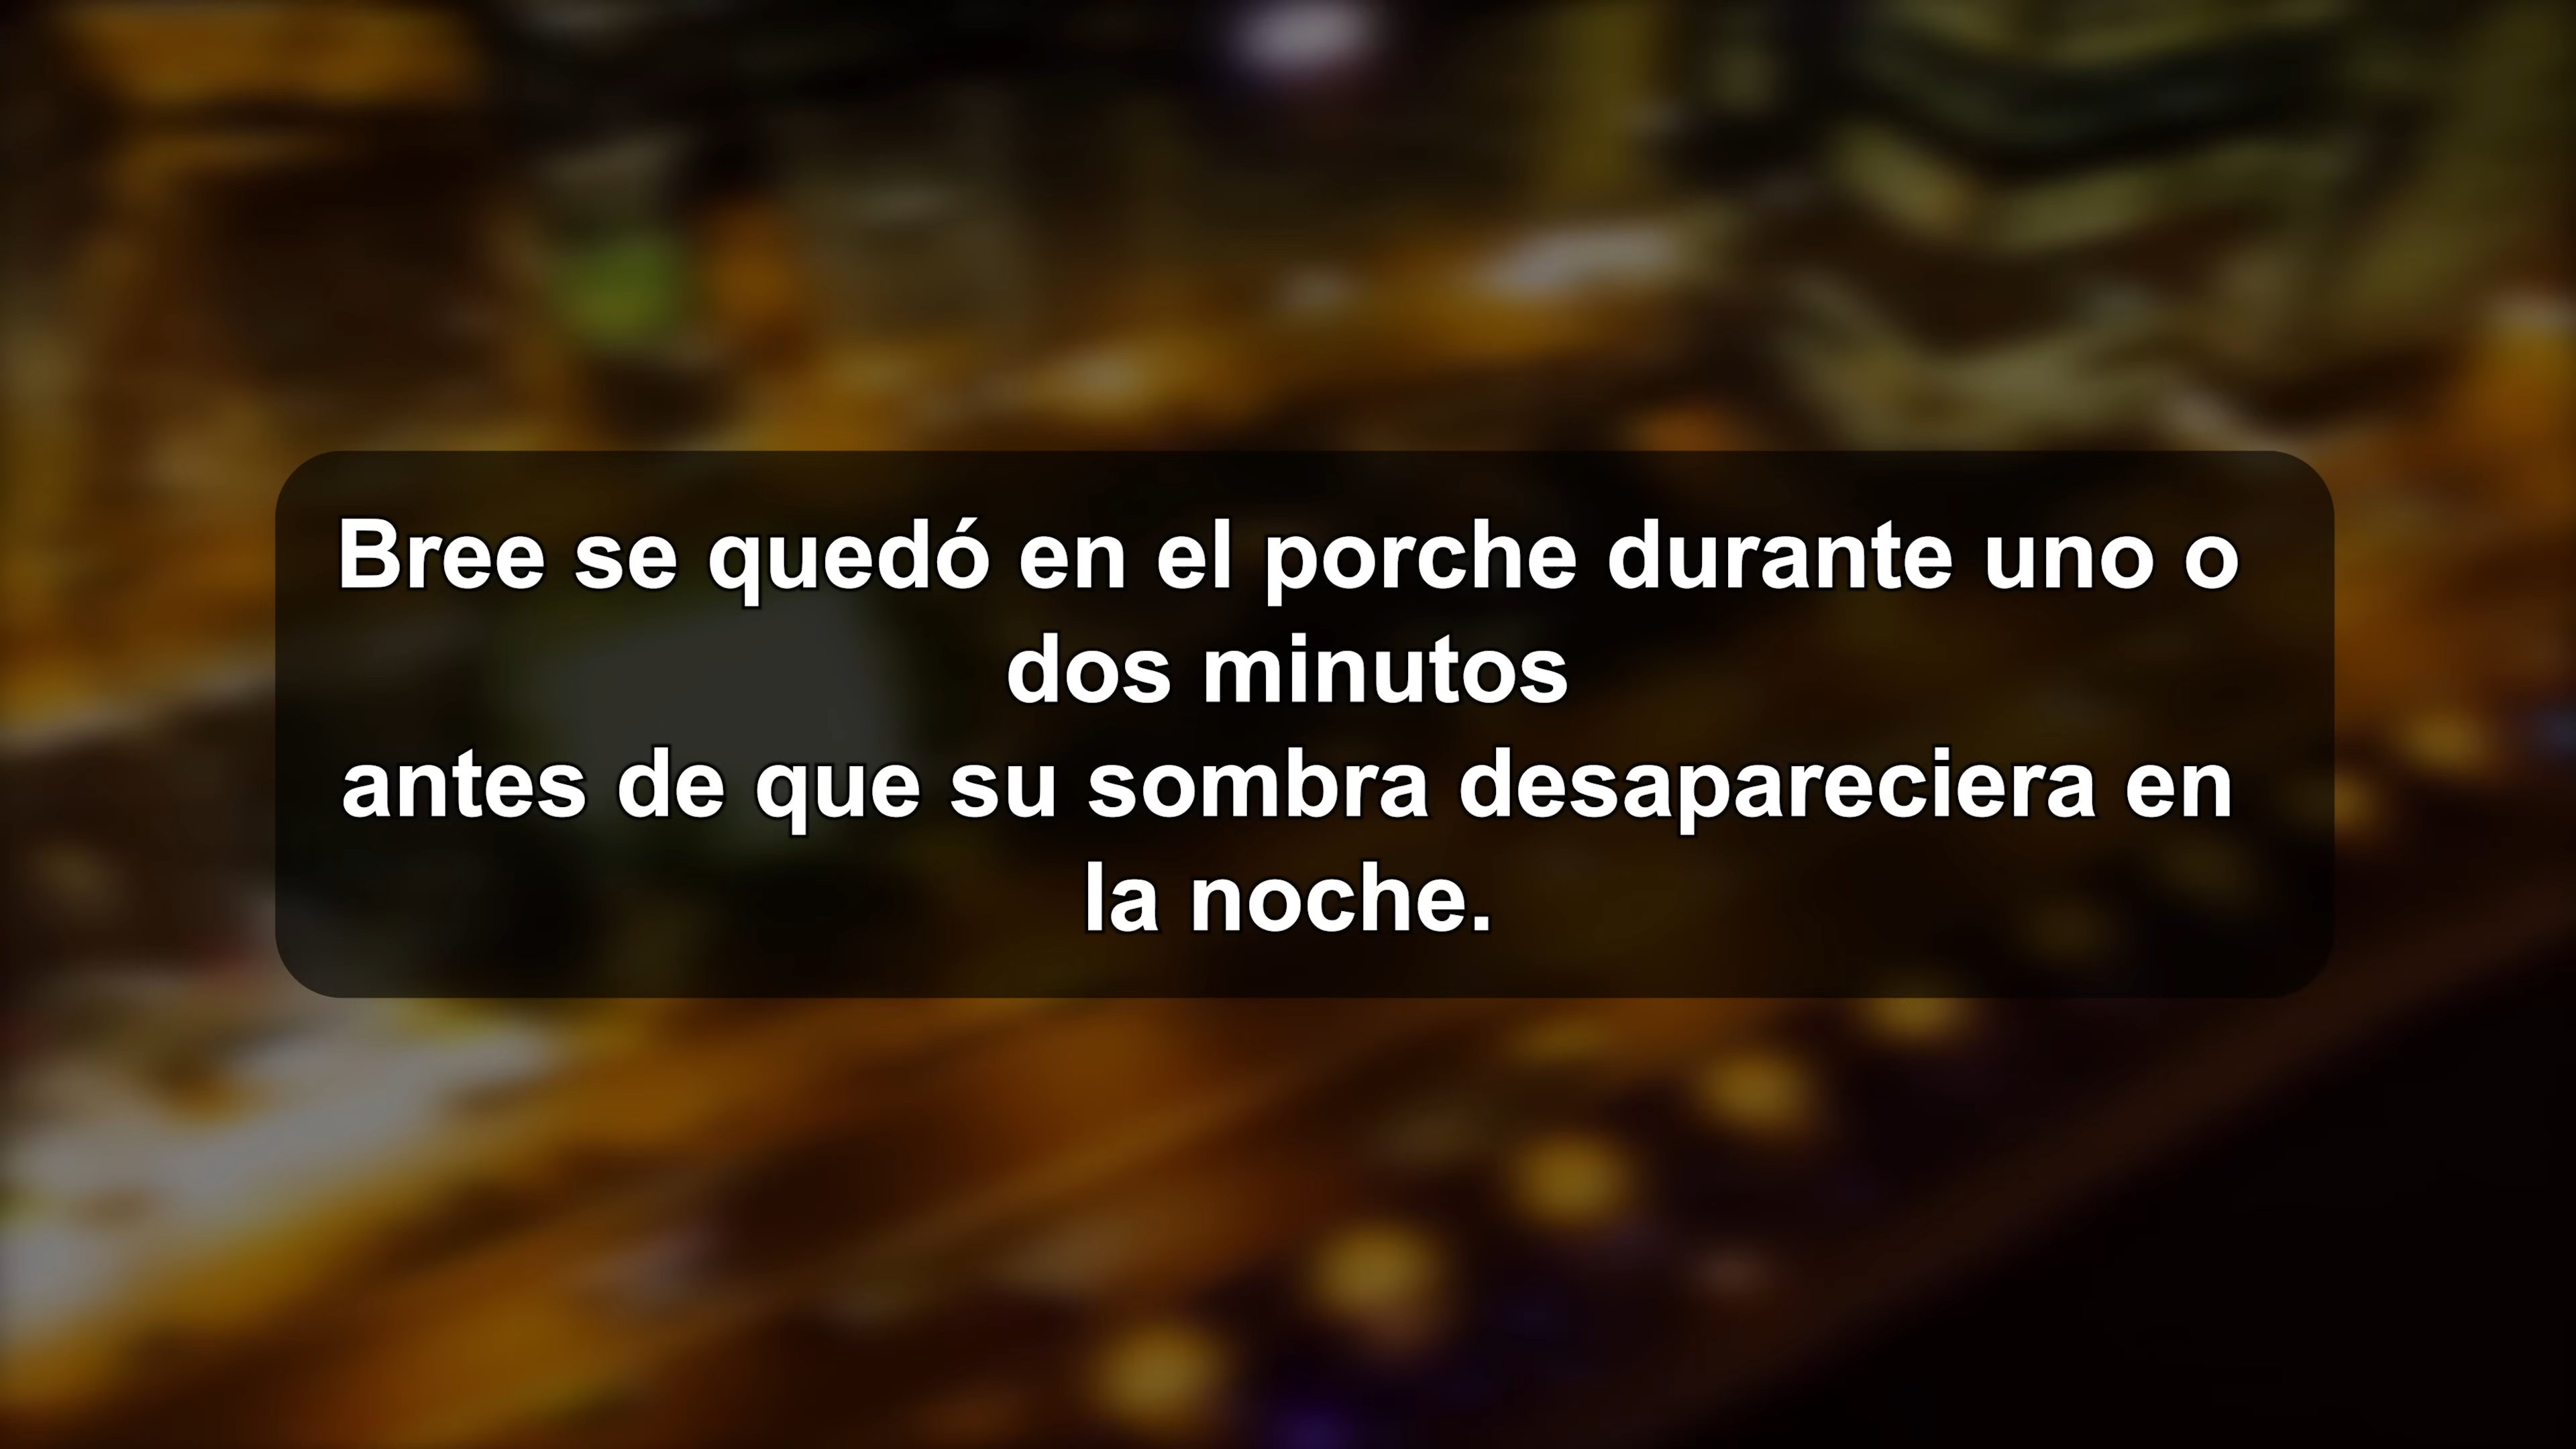 Bree se quedó en el porche durante uno o
dos minutos
antes de que su sombra desapareciera en
la noche.